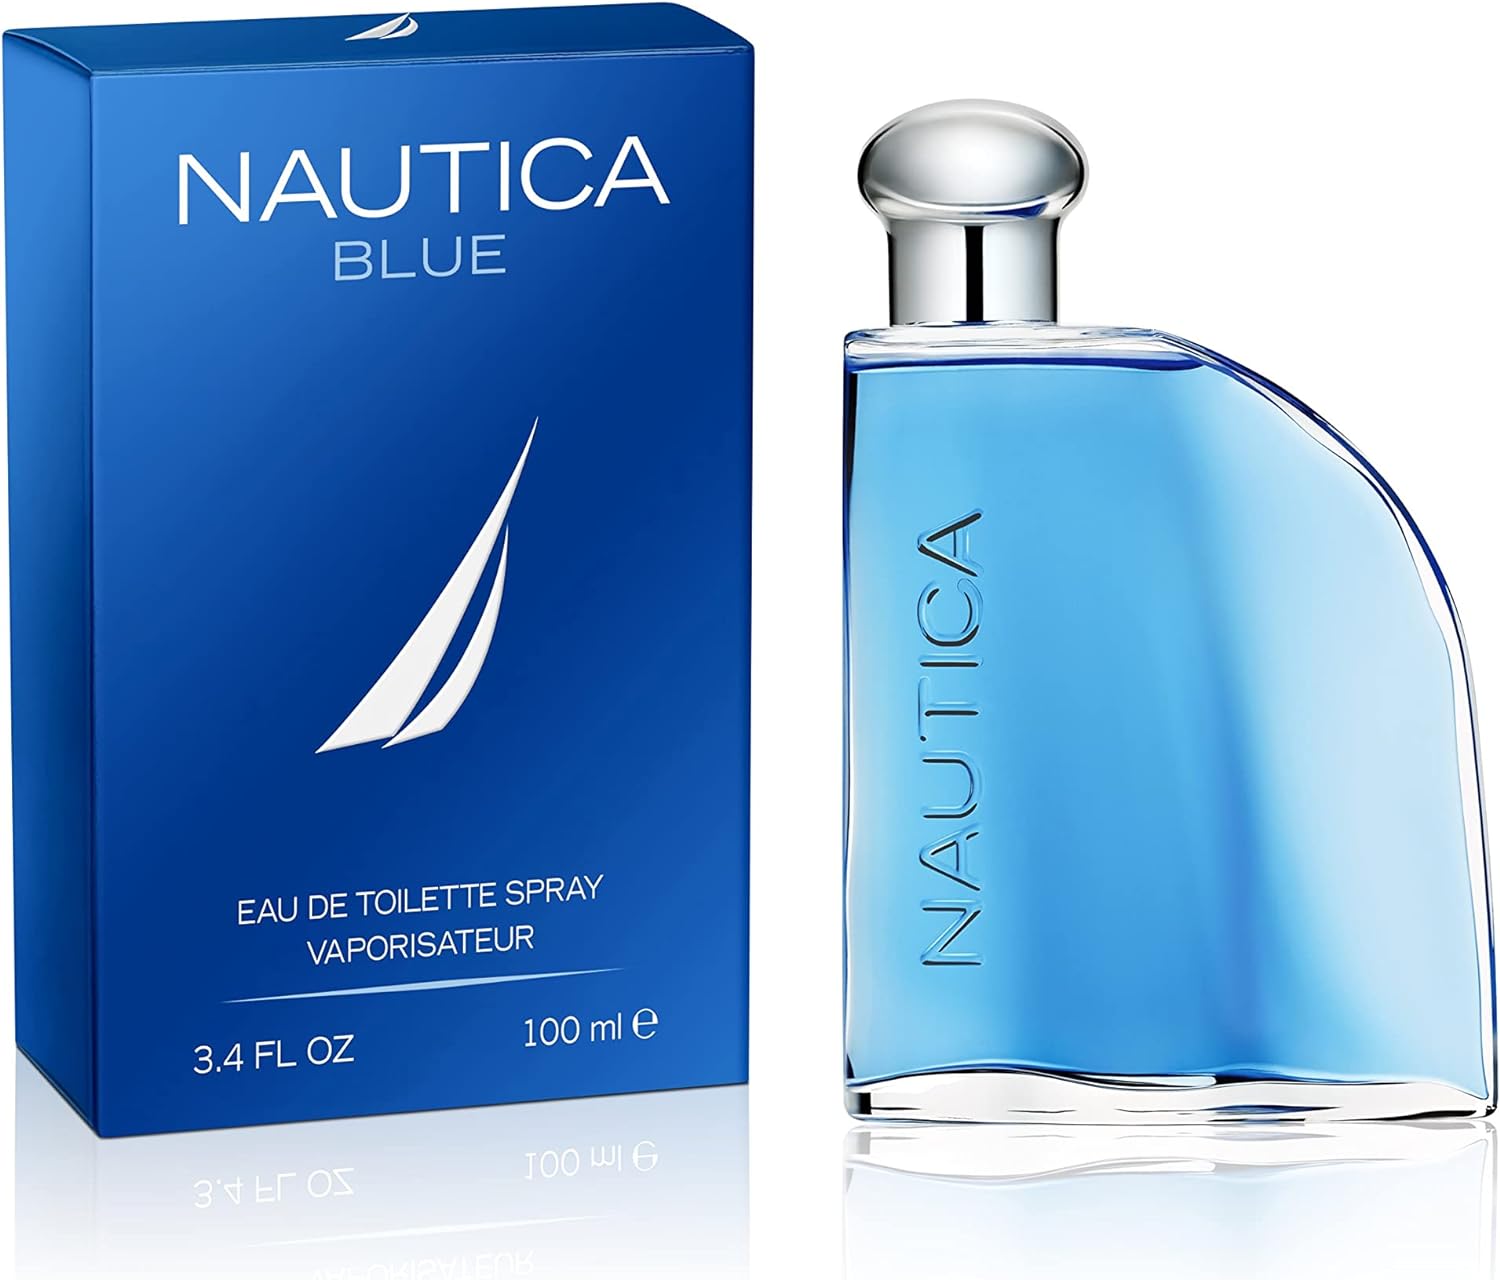 NAUTICA
BLUE
EAU DE TOILETTE SPRAY
VAPORISATEUR
3.4 FL OZ
100 ml ℮
NAUTICA